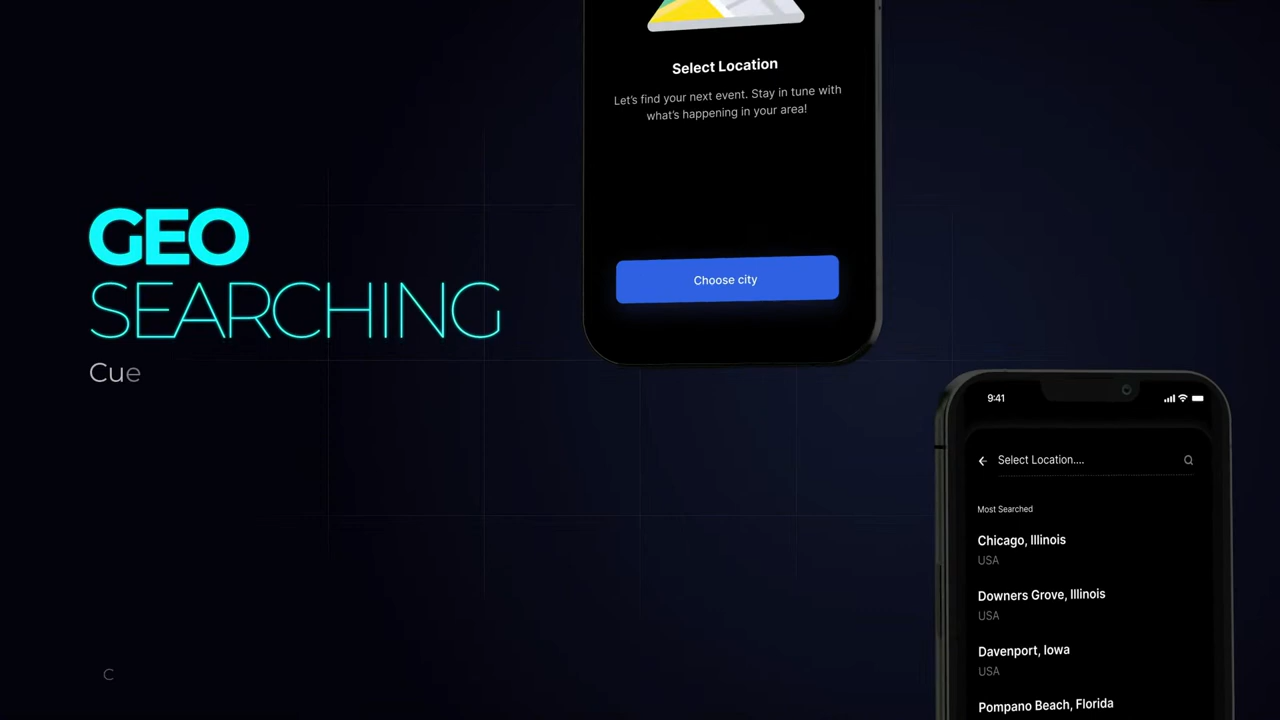 GEO
SEARCHING
Cue
C
Select Location
Let's find your next event. Stay in tune with
what's happening in your area!
Choose city
9:41
Select Location....
Most Searched
Chicago, Illinois
USA
Downers Grove, Illinois
USA
Davenport, Iowa
USA
Pompano Beach, Florida